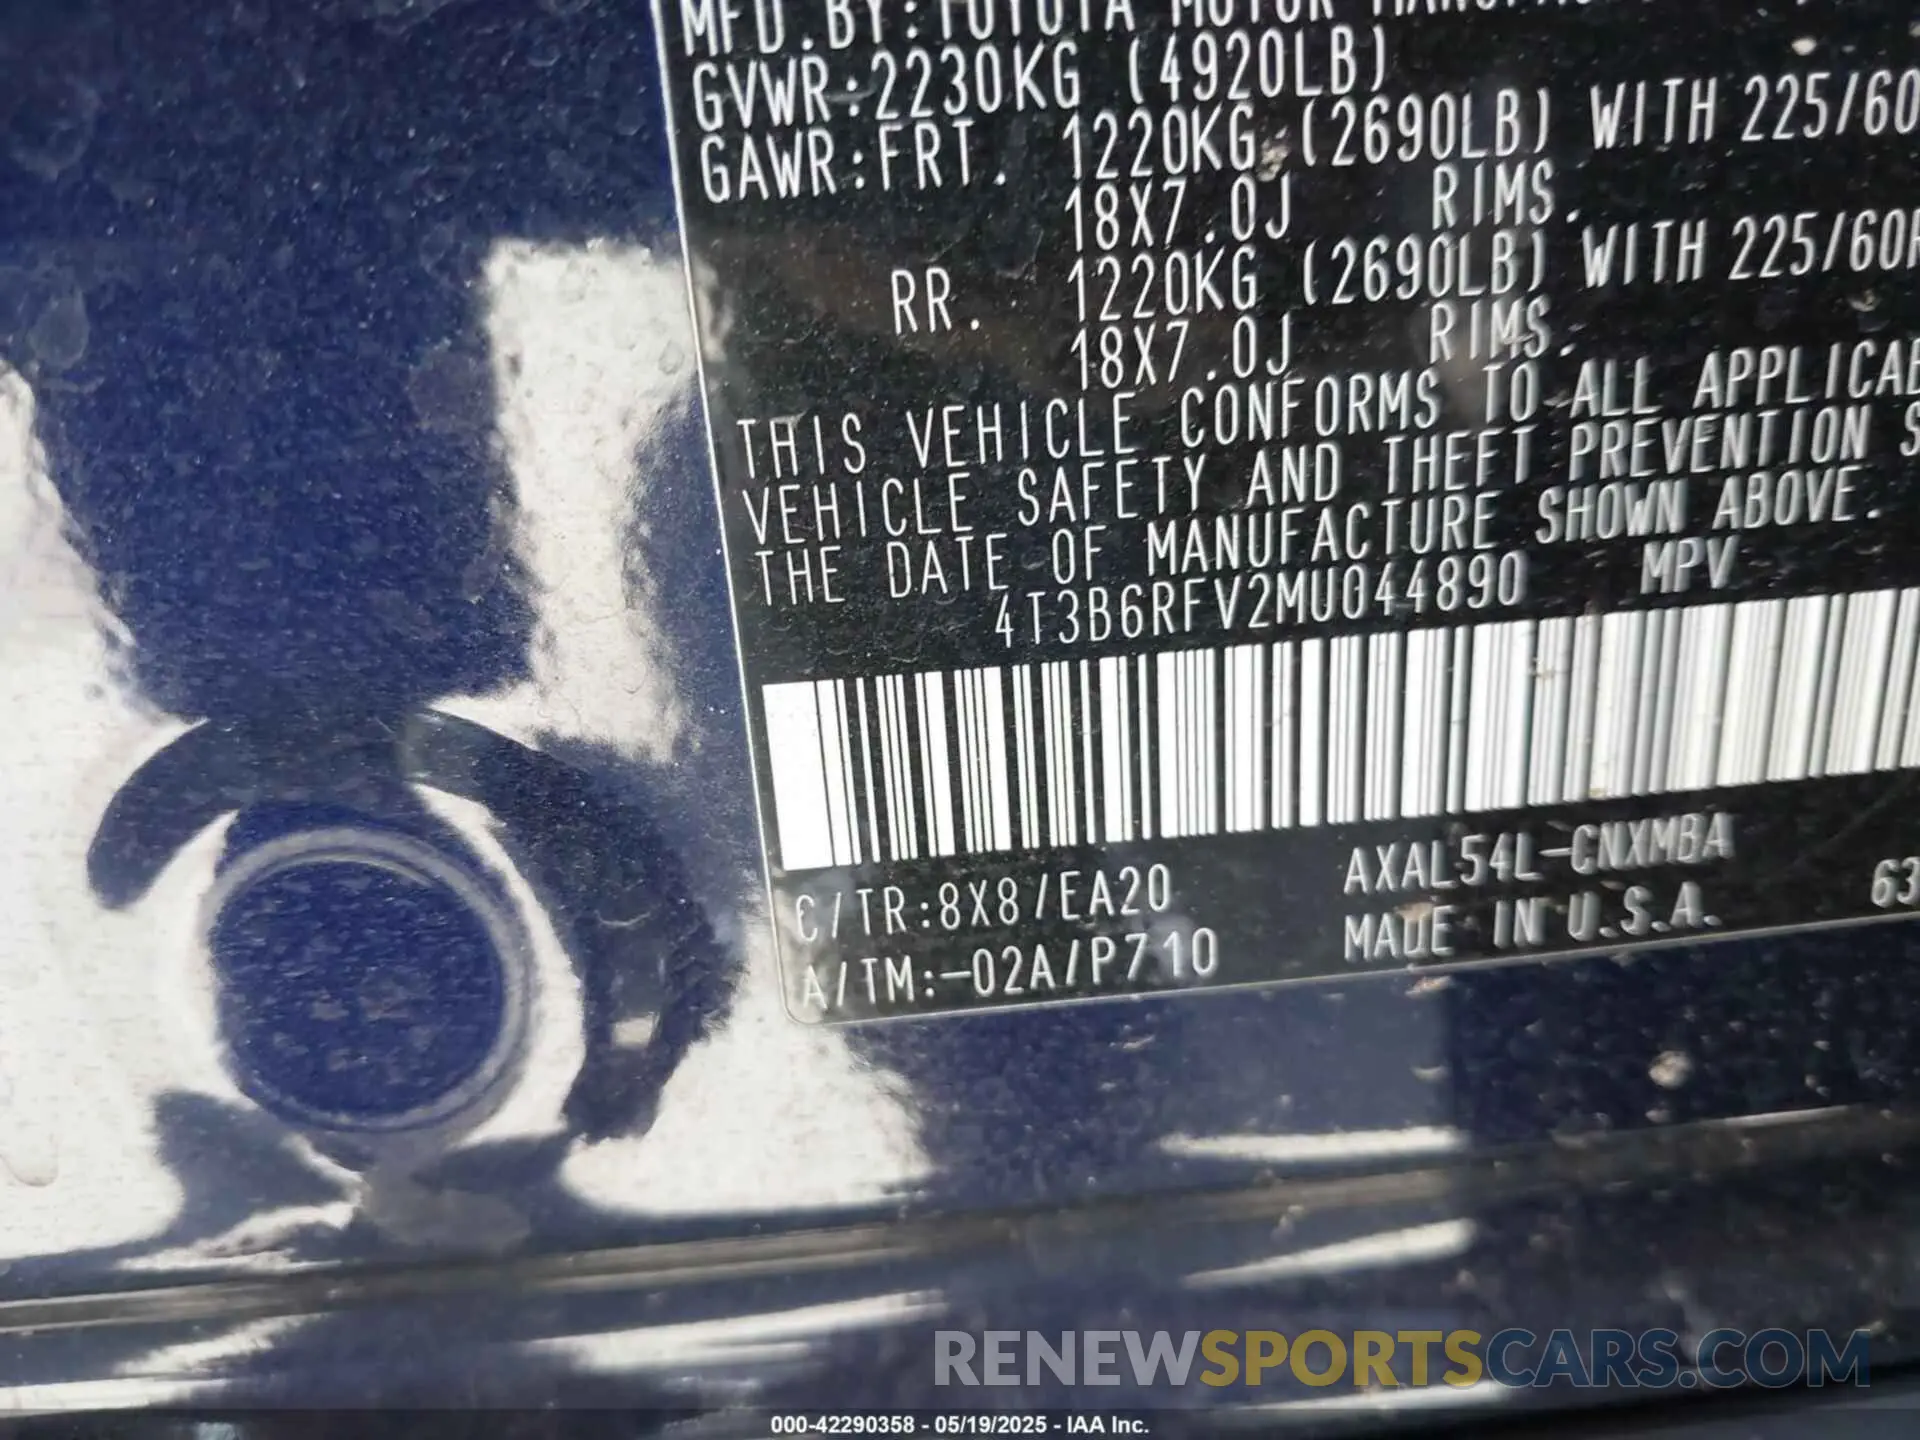 MFD.BY:TOYOTA MOTOR
GVWR:2230KG (4920LB)
GAWR:FRT. 1220KG (2690LB) WITH 225/60
18X7.0J RIMS.
RR. 1220KG (2690LB) WITH 225/60R
18X7.0J RIMS.
THIS VEHICLE CONFORMS TO ALL APPLICAB
VEHICLE SAFETY AND THEFT PREVENTION S
THE DATE OF MANUFACTURE SHOWN ABOVE.
4T3B6RFV2MU044890 MPV
C/TR:8X8/EA20 AXAL54L-CNXMBA
A/TM:-02A/P710 MADE IN U.S.A. 63
RENEWSPORTSCARS.COM
000-42290358 - 05/19/2025 - IAA Inc.